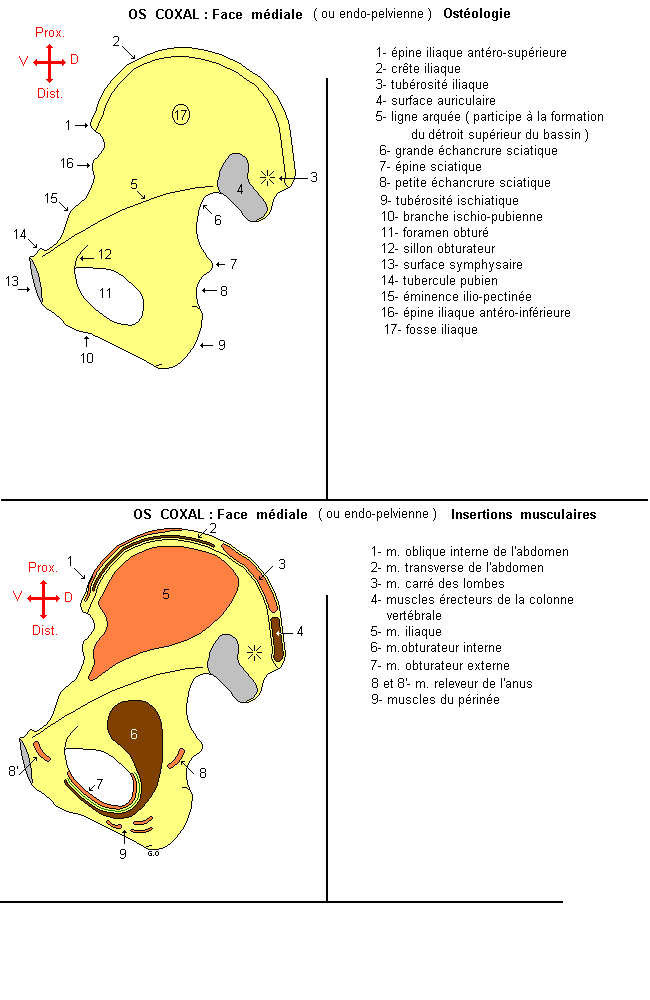 OS COXAL : Face médiale ( ou endo-pelvienne ) Ostéologie
Prox.
V D
Dist.
2
17
1
16
5
4
3
15
6
14
12
7
13
11
8
10
9
1- épine iliaque antéro-supérieure
2- crête iliaque
3- tubérosité iliaque
4- surface auriculaire
5- ligne arquée ( participe à la formation
du détroit supérieur du bassin )
6- grande échancrure sciatique
7- épine sciatique
8- petite échancrure sciatique
9- tubérosité ischiatique
10- branche ischio-pubienne
11- foramen obturé
12- sillon obturateur
13- surface symphysaire
14- tubercule pubien
15- éminence ilio-pectinée
16- épine iliaque antéro-inférieure
17- fosse iliaque
OS COXAL : Face médiale ( ou endo-pelvienne ) Insertions musculaires
Prox.
V D
Dist.
2
1
3
5
4
6
8'
8
7
9
G.O
1- m. oblique interne de l'abdomen
2- m. transverse de l'abdomen
3- m. carré des lombes
4- muscles érecteurs de la colonne
vertébrale
5- m. iliaque
6- m.obturateur interne
7- m. obturateur externe
8 et 8'- m. releveur de l'anus
9- muscles du périnée